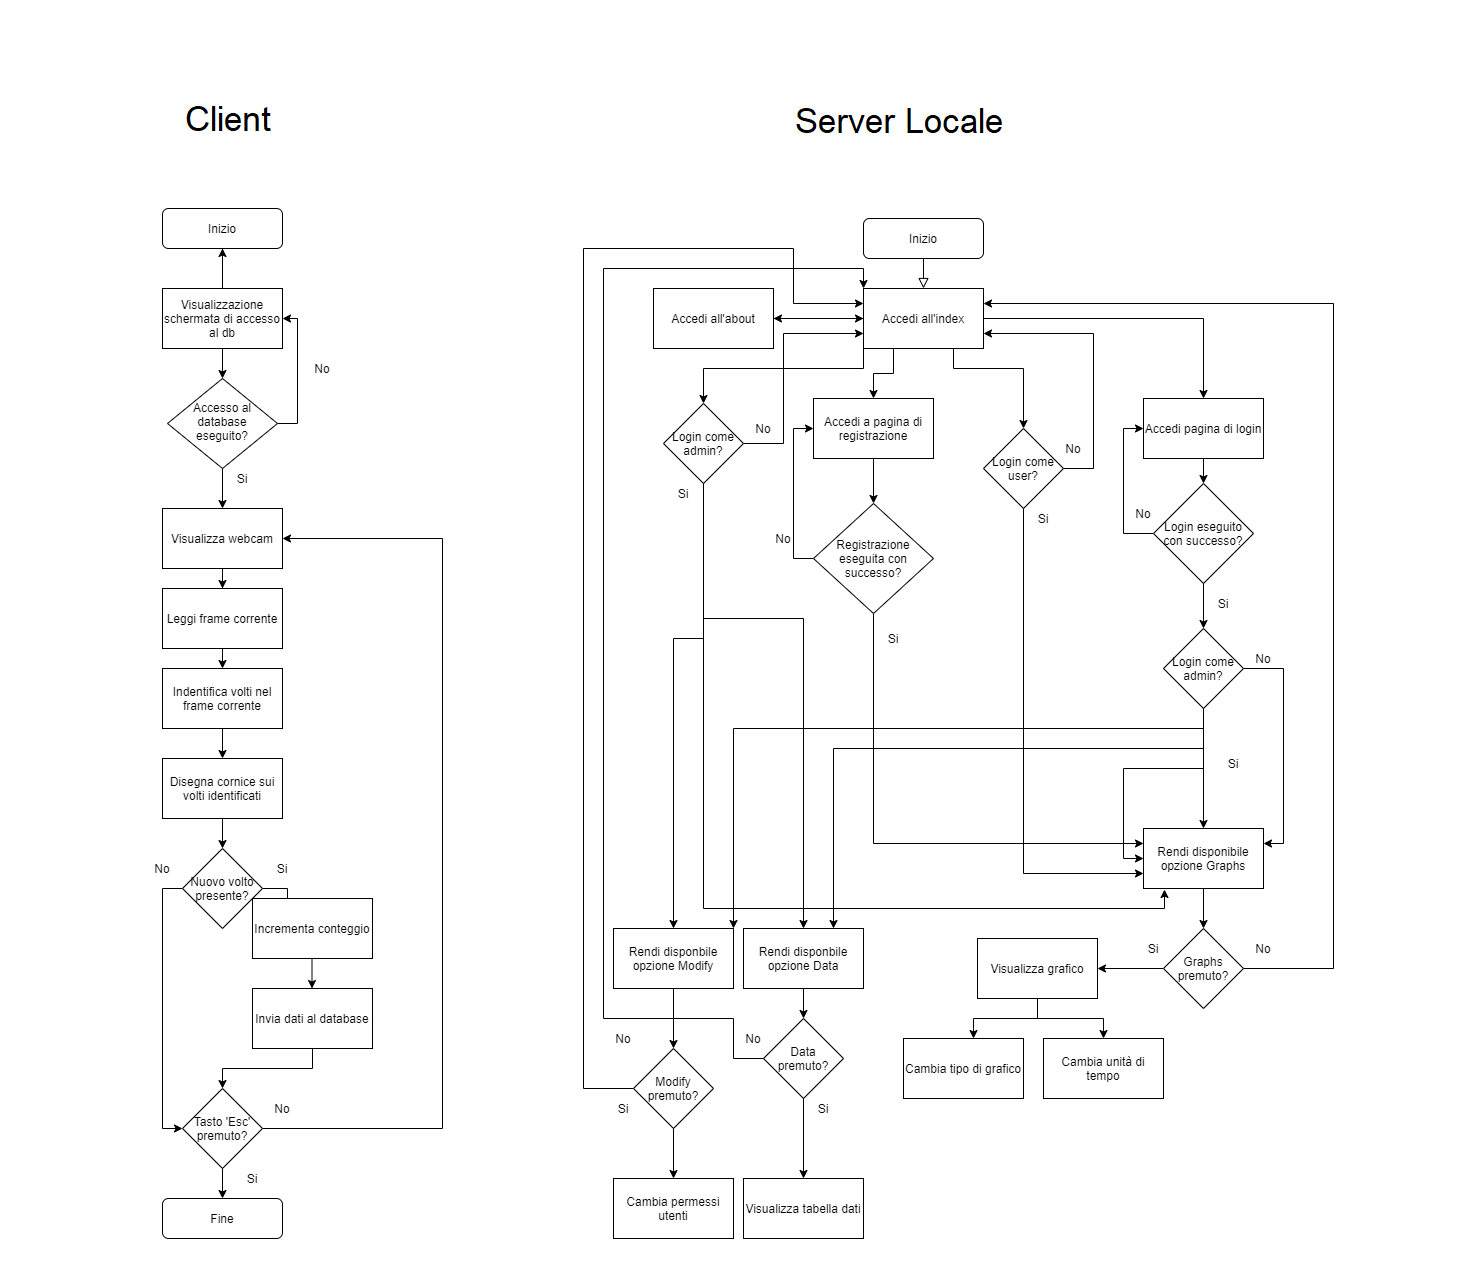 Client
Server Locale
Inizio
Visualizzazione
schermata di accesso
al db
No
Accesso al
database
eseguito?
Si
Visualizza webcam
Leggi frame corrente
Indentifica volti nel
frame corrente
Disegna cornice sui
volti identificati
No
Si
Nuovo volto
presente?
Incrementa conteggio
Invia dati al database
No
Tasto 'Esc'
premuto?
Si
Fine
Inizio
Accedi all'about
Accedi all'index
Login come
admin?
No
Si
Accedi a pagina di
registrazione
No
Registrazione
eseguita con
successo?
Si
Login come
user?
No
Si
Accedi pagina di login
No
Login eseguito
con successo?
Si
Login come
admin?
No
Si
Rendi disponibile
opzione Graphs
Rendi disponbile
opzione Modify
Rendi disponbile
opzione Data
Visualizza grafico
Si
Graphs
premuto?
No
No
Modify
premuto?
Si
No
Data
premuto?
Si
Cambia tipo di grafico
Cambia unità di
tempo
Cambia permessi
utenti
Visualizza tabella dati